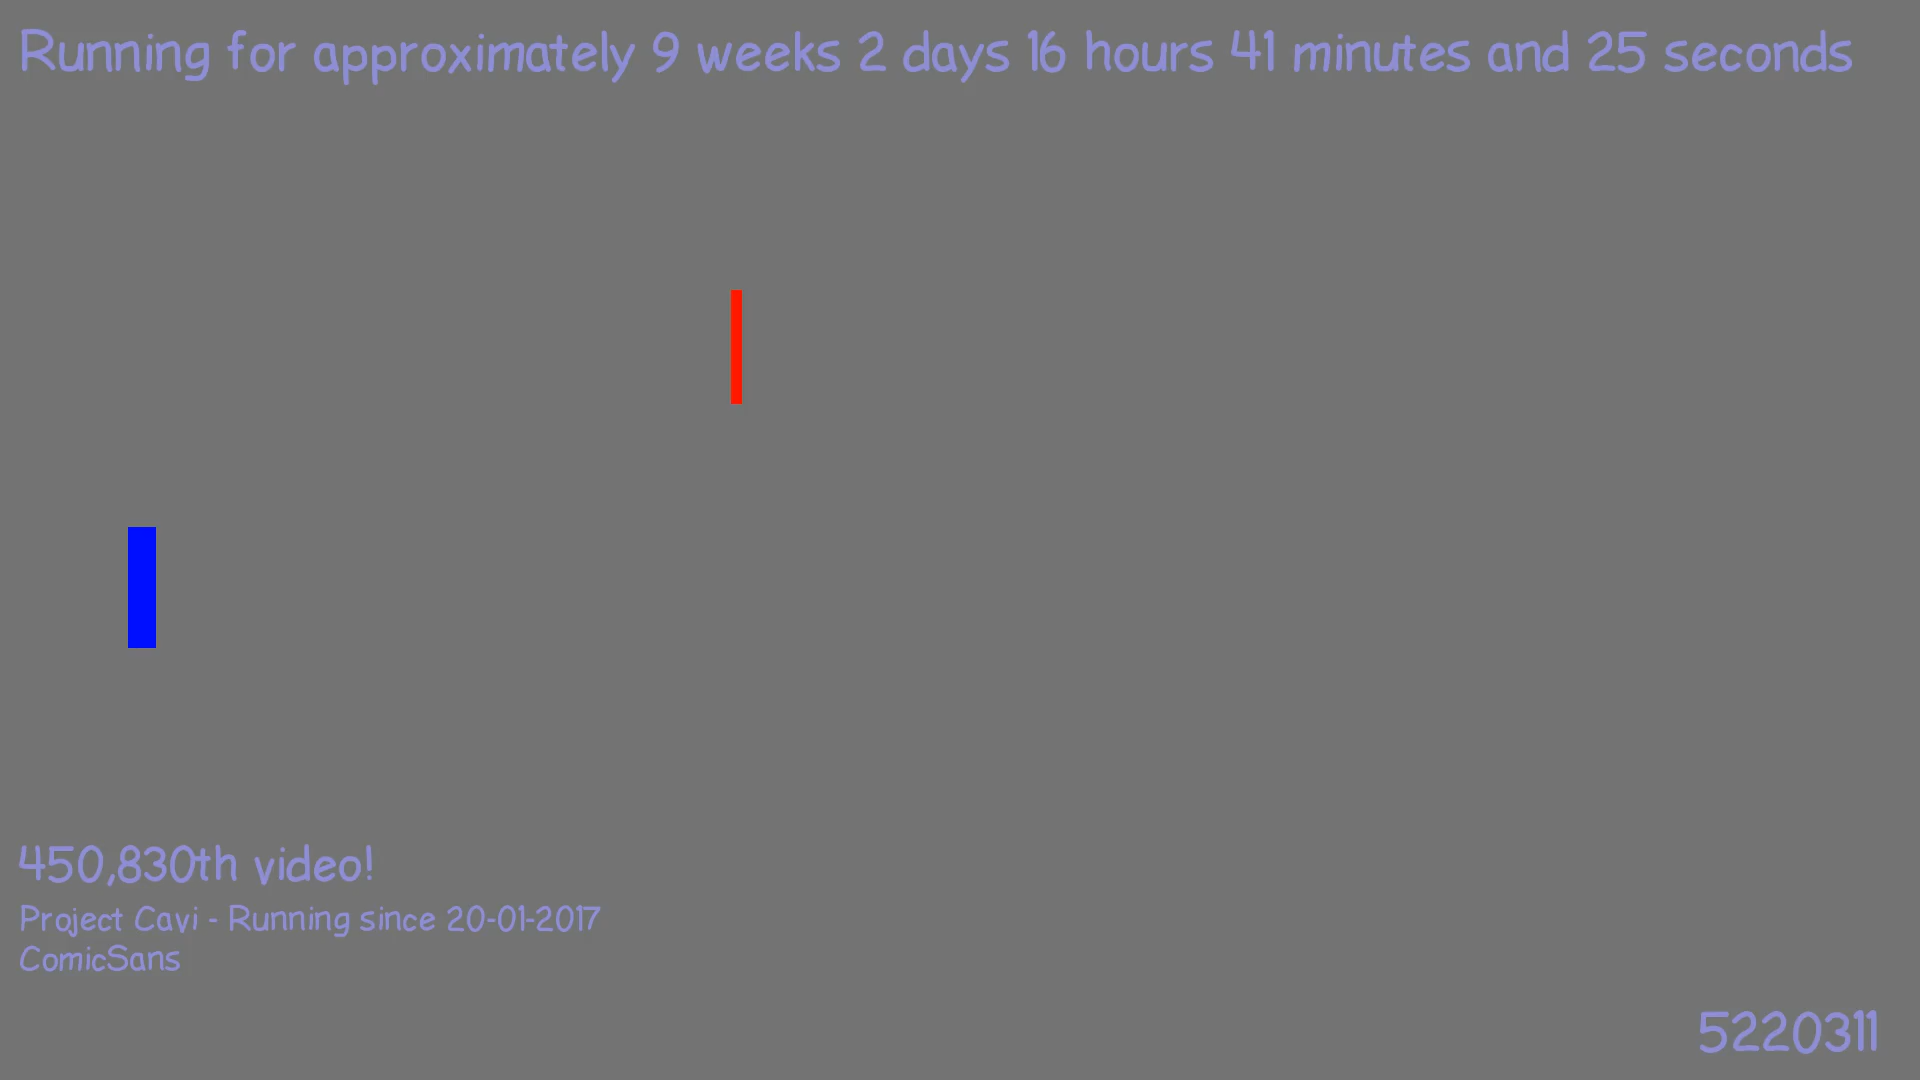 Running for approximately 9 weeks 2 days 16 hours 41 minutes and 25 seconds
450,830th video!
Project Cavi - Running since 20-01-2017
ComicSans
5220311